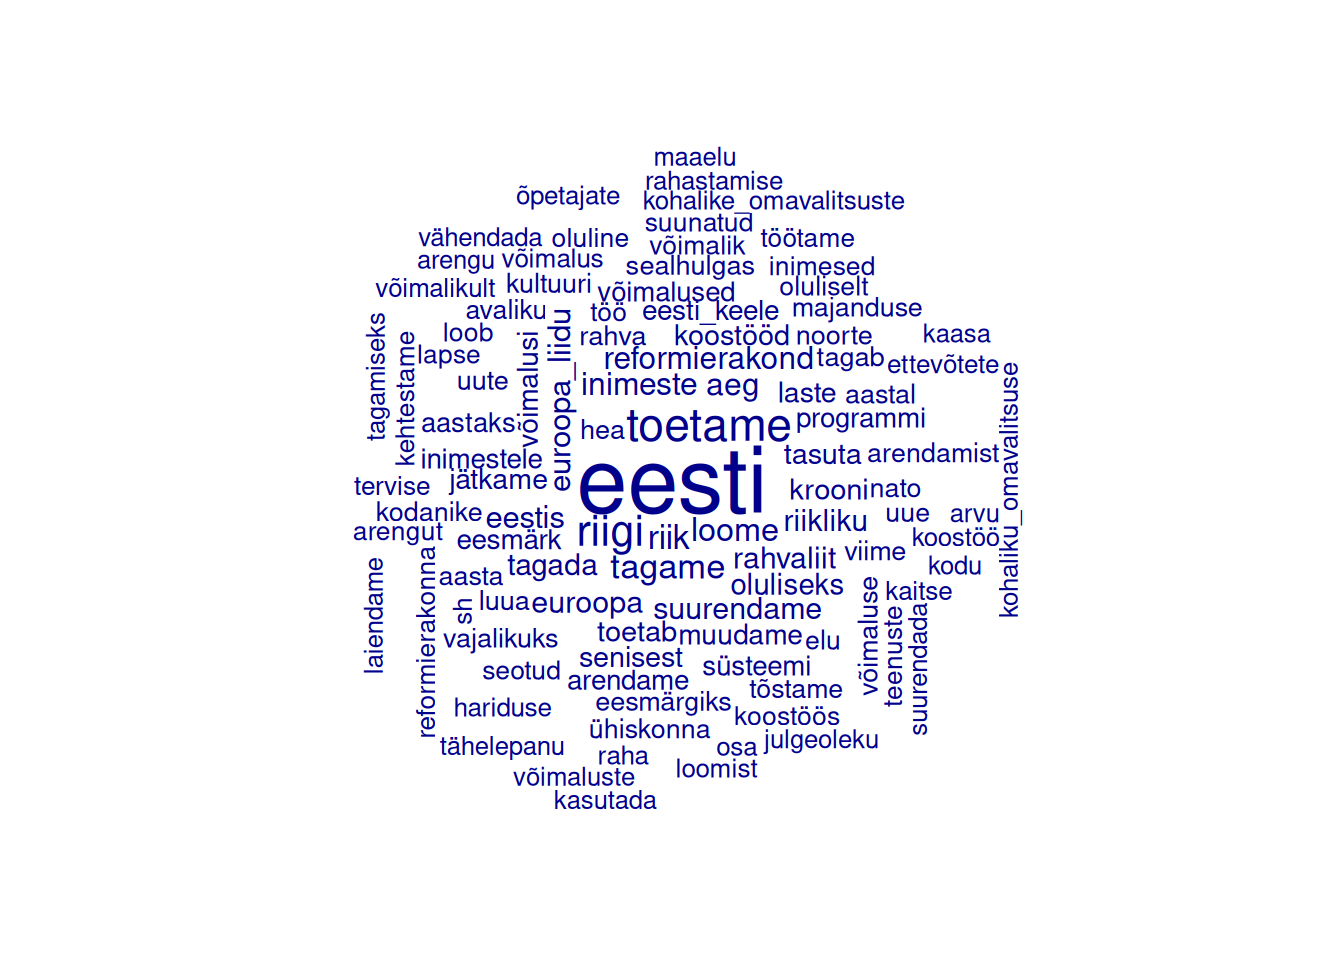 maaelu
rahastamise
õpetajate
kohalike_omavalitsuste
suunatud
vähendada
oluline
võimalik
töötame
arengu
võimalus
sealhulgas
inimesed
võimalikult
kultuuri
võimalused
oluliselt
avaliku
töö
eesti_keele
majanduse
tagamiseks
kehtestame
loob
võimalusi
europa_liidu
rahva
koostööd
noorte
kaasa
lapse
reformierakond
tagab
ettevõtete
kohaliku_omavalitsuse
uute
inimeste
aeg
laste
aastal
aastaks
hea
toetame
programmi
inimestele
eesti
tasuta
arendamist
tervise
jätkame
krooni
nato
kodanike
eestis
riigi
riik
loome
riikliku
uue
arvu
arengut
eesmärk
rahvaliit
viime
koostöö
laiendame
reformierakonna
aasta
tagada
tagame
oluliseks
kodu
sh
luua
euroopa
suurendame
võimaluse
teenuste
kaitse
suurendada
vajalikuks
toetab
muudame
elu
seotud
senisest
süsteemi
arendame
tõstame
hariduse
eesmärgiks
koostöös
tähelepanu
ühiskonna
raha
osa
julgeoleku
võimaluste
loomist
kasutada